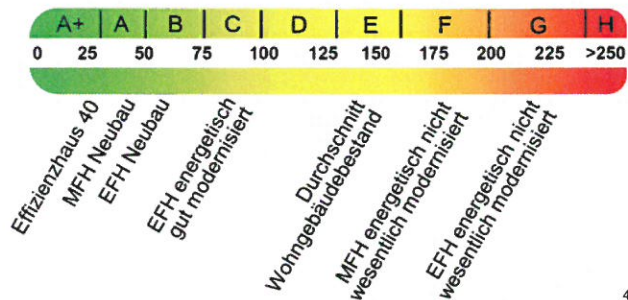 A+ A B C D E F G H
0 25 50 75 100 125 150 175 200 225 >250
Effizienzhaus 40
MFH Neubau
EFH Neubau
EFH energetisch
gut modernisiert
Durchschnitt
Wohngebäudebestand
MFH energetisch nicht
wesentlich modernisiert
EFH energetisch nicht
wesentlich modernisiert
4